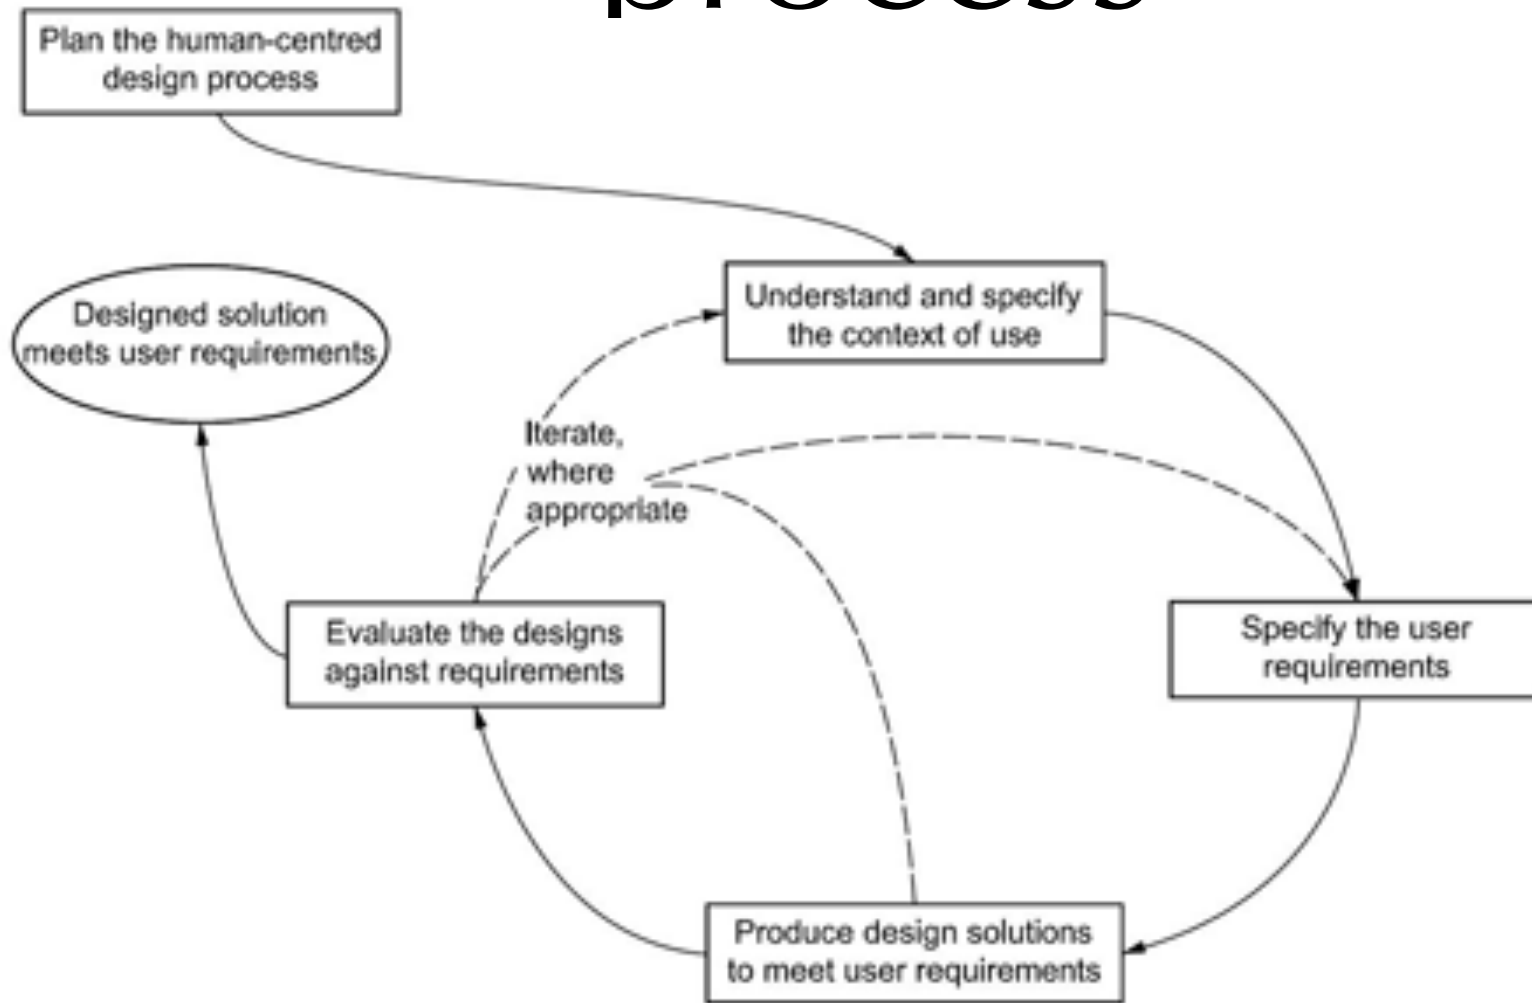 process
Plan the human-centred
design process
Understand and specify
the context of use
Designed solution
meets user requirements
Iterate,
where
appropriate
Evaluate the designs
against requirements
Specify the user
requirements
Produce design solutions
to meet user requirements